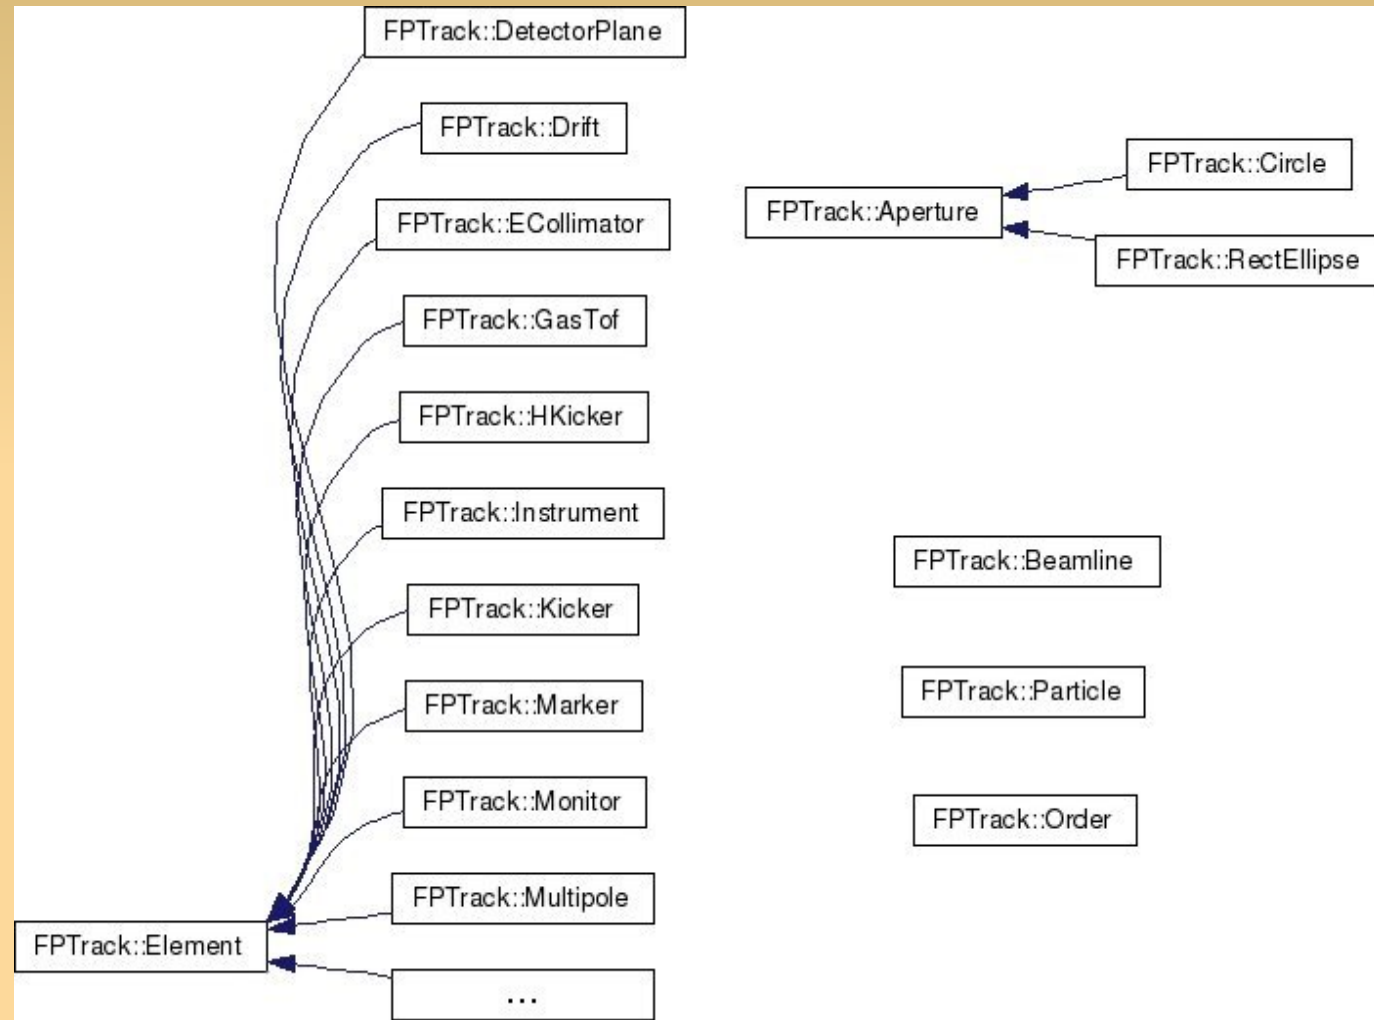 FPTrack::DetectorPlane
FPTrack::Drift
FPTrack::ECollimator
FPTrack::GasTof
FPTrack::HKicker
FPTrack::Instrument
FPTrack::Kicker
FPTrack::Marker
FPTrack::Monitor
FPTrack::Multipole
FPTrack::Element
...
FPTrack::Circle
FPTrack::Aperture
FPTrack::RectEllipse
FPTrack::Beamline
FPTrack::Particle
FPTrack::Order